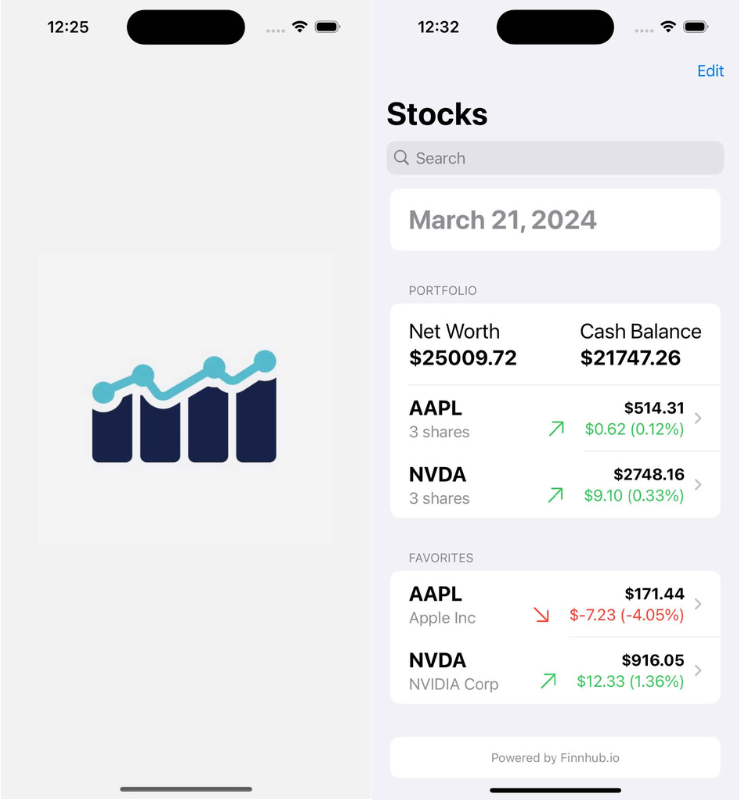 12:25
12:32
Edit
Stocks
Search
March 21, 2024
PORTFOLIO
Net Worth Cash Balance
$25009.72 $21747.26
AAPL $514.31
3 shares $0.62 (0.12%)
NVDA $2748.16
3 shares $9.10 (0.33%)
FAVORITES
AAPL $171.44
Apple Inc $-7.23 (-4.05%)
NVDA $916.05
NVIDIA Corp $12.33 (1.36%)
Powered by Finnhub.io